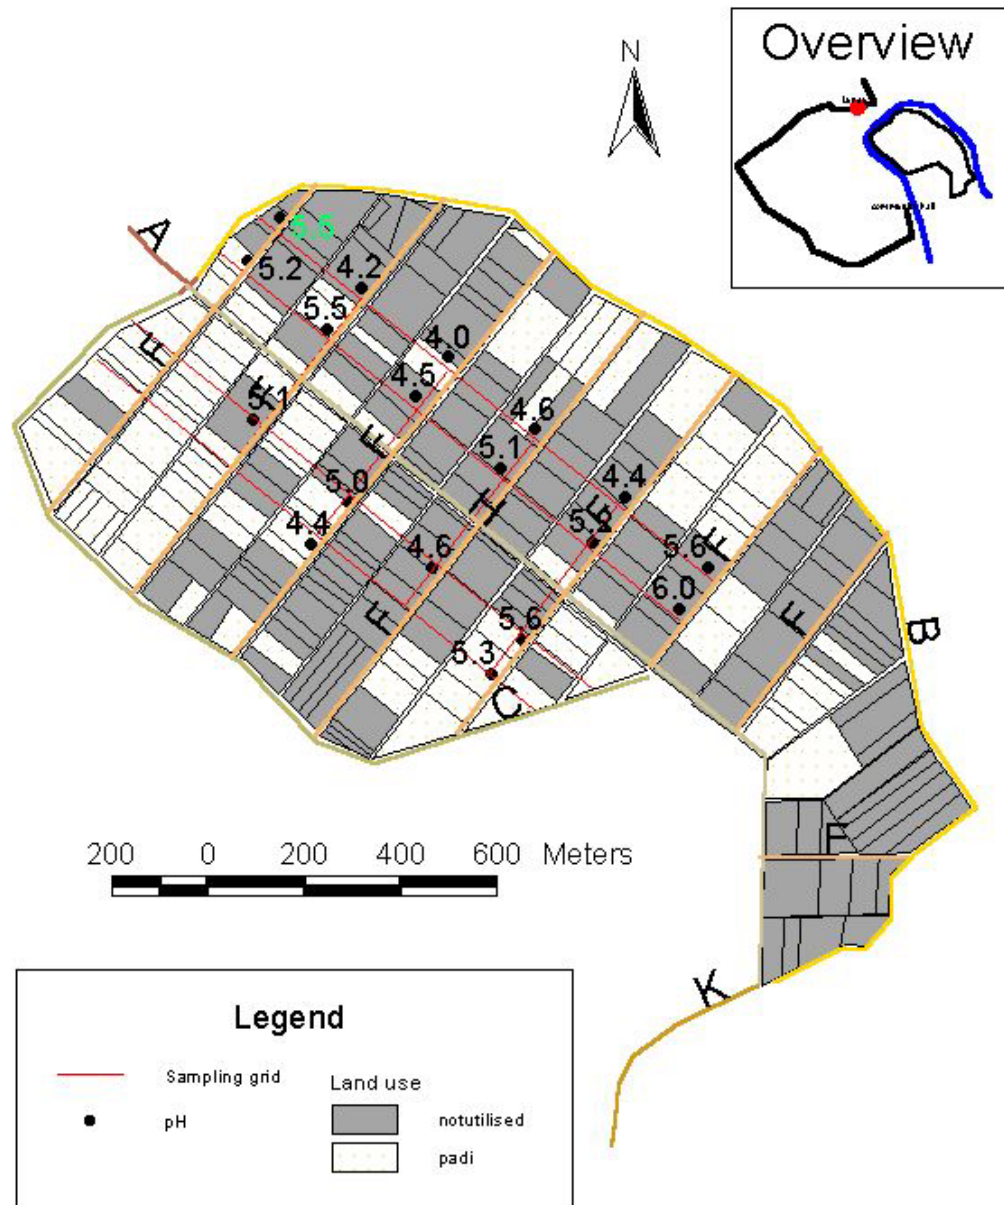 Overview
N
A
5.5
5.2
4.2
5.5
4.0
F
4.5
F
5.1
4.6
F
5.1
5.0
4.4
H
F
5.2
4.4
4.6
F
5.6
6.0
F
F
5.6
B
5.3
C
F
200 0 200 400 600 Meters
K
Legend
Sampling grid
pH
Land use
notutilised
padi